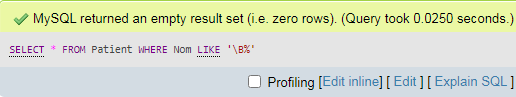 MySQL returned an empty result set (i.e. zero rows). (Query took 0.0250 seconds.)
SELECT * FROM Patient WHERE Nom LIKE '\B%'
Profiling [Edit inline] [ Edit ] [ Explain SQL ]